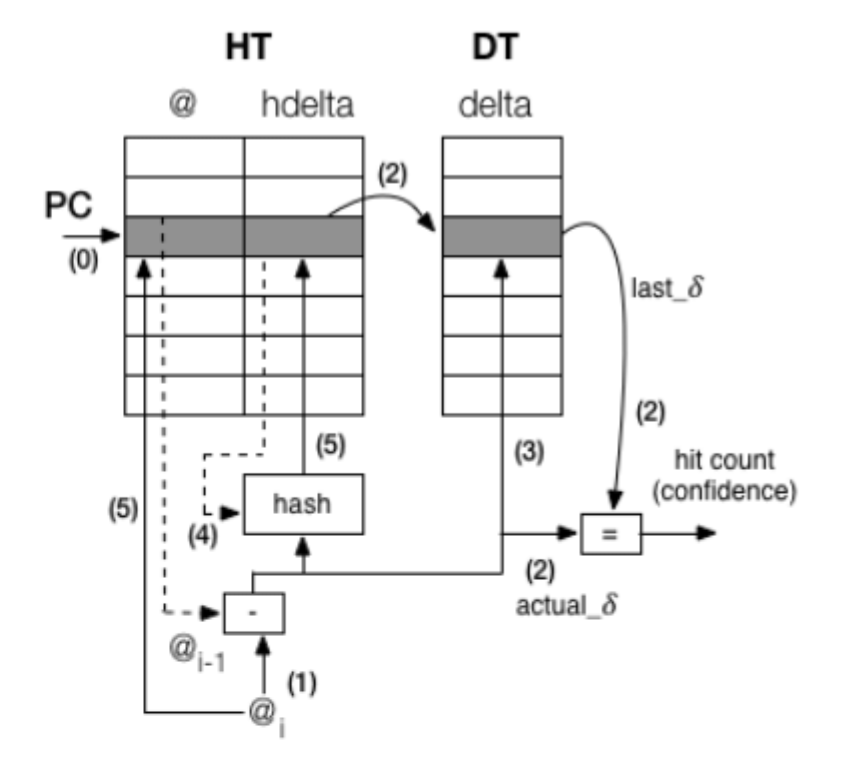 HT DT
@ hdelta delta
(2)
PC
(0)
last_δ
(2)
(5) (3)
hit count
(confidence)
(5) hash
(4) =
(2)
- actual_δ
@i-1
(1)
@i